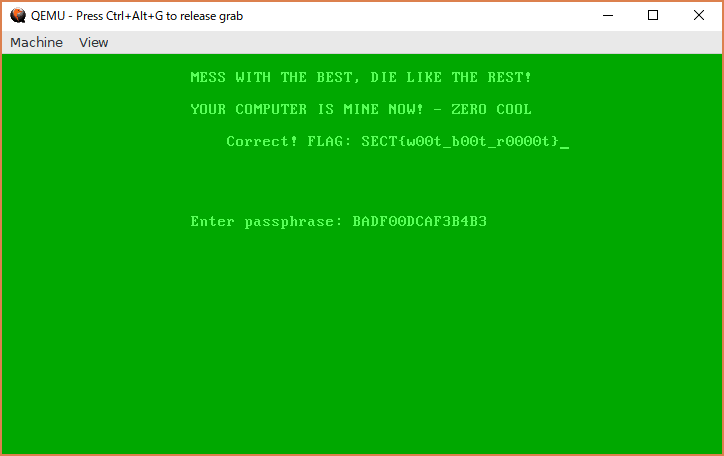 QEMU - Press Ctrl+Alt+G to release grab
Machine View
MESS WITH THE BEST, DIE LIKE THE REST!
YOUR COMPUTER IS MINE NOW! - ZERO COOL
Correct! FLAG: SECT{w00t_b00t_r0000t}_
Enter passphrase: BADF00DCAF3B4B3